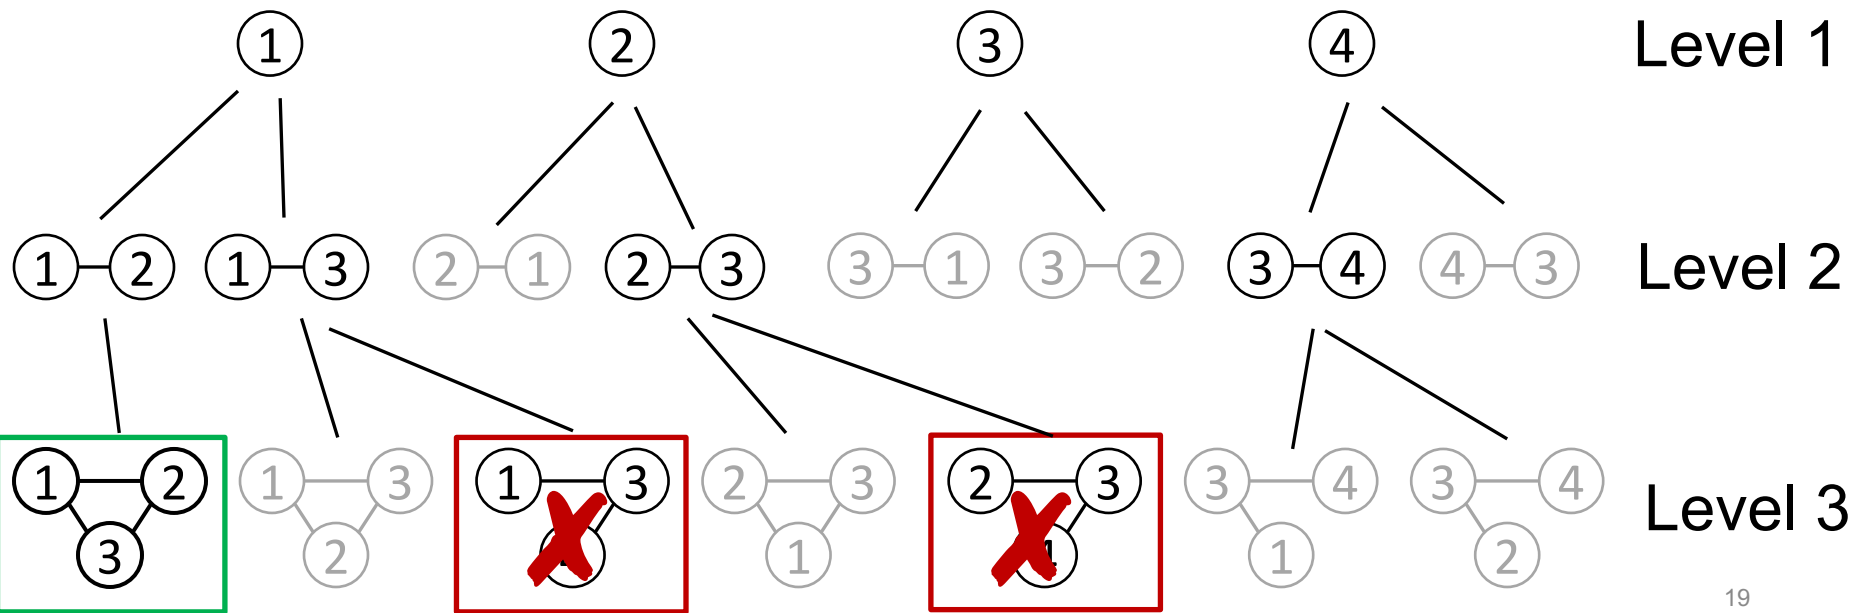 1 2 3 4 Level 1
1 2 1 3 2 1 2 3 3 1 3 2 3 4 4 3 Level 2
1 2 1 3 1 3 2 3 2 3 3 4 3 4 Level 3
3 2 1 4 1 2
19